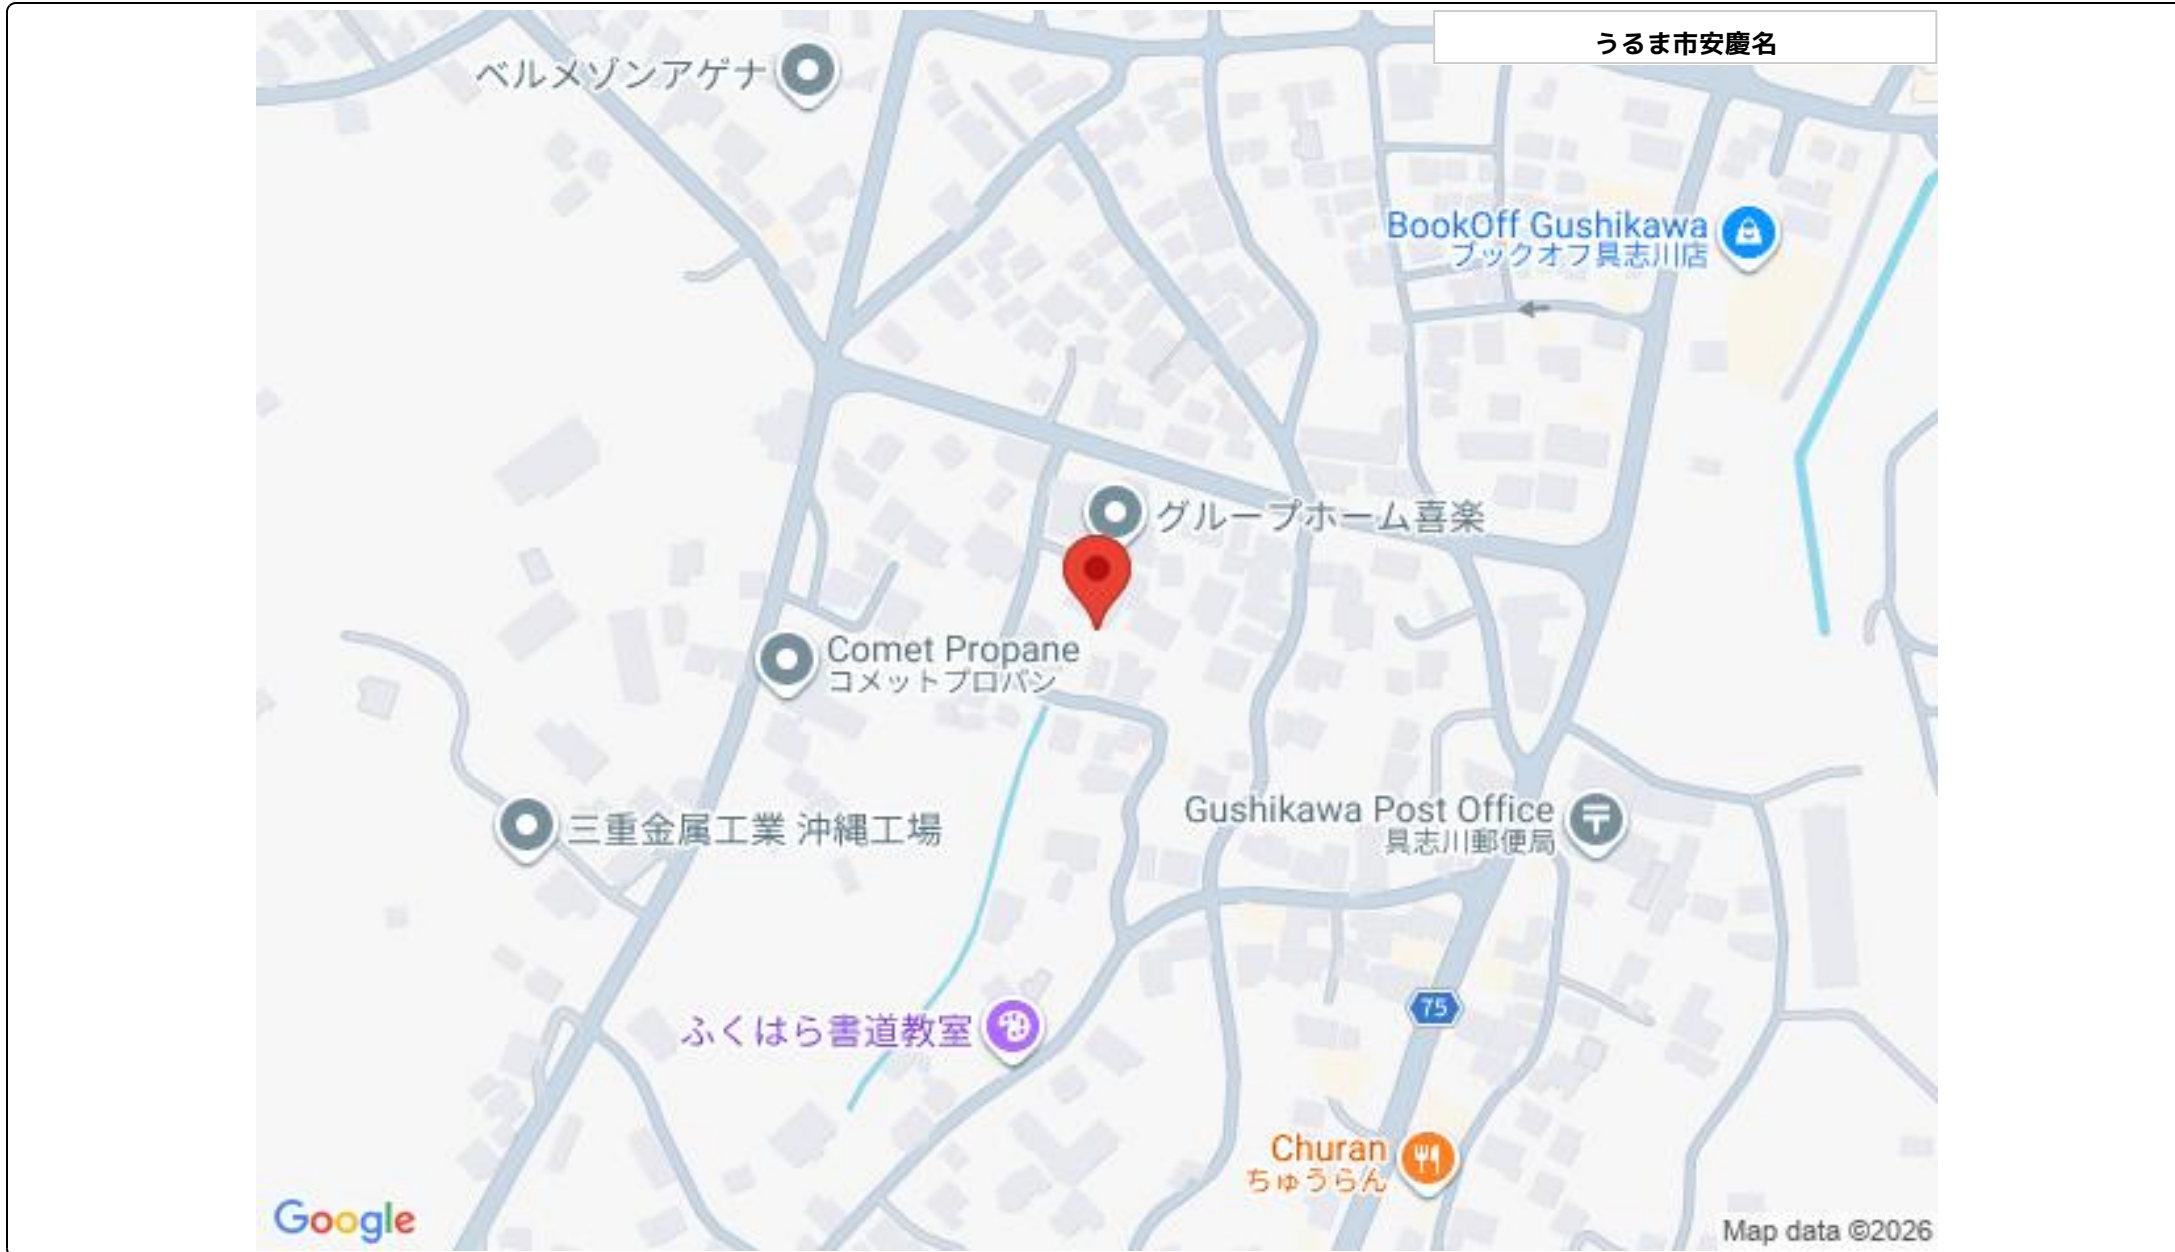 うるま市安慶名
ベルメゾンアゲナ
BookOff Gushikawa
ブックオフ具志川店
グループホーム喜楽
Comet Propane
コメットプロパン
Gushikawa Post Office
具志川郵便局
三重金属工業 沖縄工場
75
ふくはら書道教室
Churan
ちゅうらん
Google
Map data ©2026